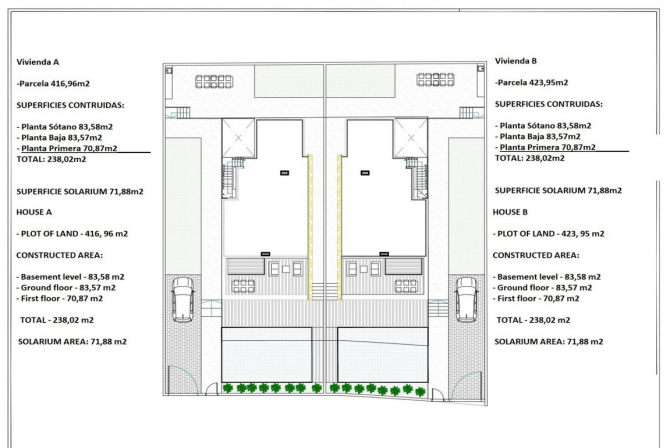 Vivienda A
-Parcela 416,96m2
SUPERFICIES CONTRUIDAS:
- Planta Sótano 83,58m2
- Planta Baja 83,57m2
- Planta Primera 70,87m2
TOTAL: 238,02m2
SUPERFICIE SOLARIUM 71,88m2
HOUSE A
- PLOT OF LAND - 416, 96 m2
CONSTRUCTED AREA:
- Basement level - 83,58 m2
- Ground floor - 83,57 m2
- First floor - 70,87 m2
TOTAL - 238,02 m2
SOLARIUM AREA: 71,88 m2
Vivienda B
-Parcela 423,95m2
SUPERFICIES CONTRUIDAS:
- Planta Sótano 83,58m2
- Planta Baja 83,57m2
- Planta Primera 70,87m2
TOTAL: 238,02m2
SUPERFICIE SOLARIUM 71,88m2
HOUSE B
- PLOT OF LAND - 423, 95 m2
CONSTRUCTED AREA:
- Basement level - 83,58 m2
- Ground floor - 83,57 m2
- First floor - 70,87 m2
TOTAL - 238,02 m2
SOLARIUM AREA: 71,88 m2